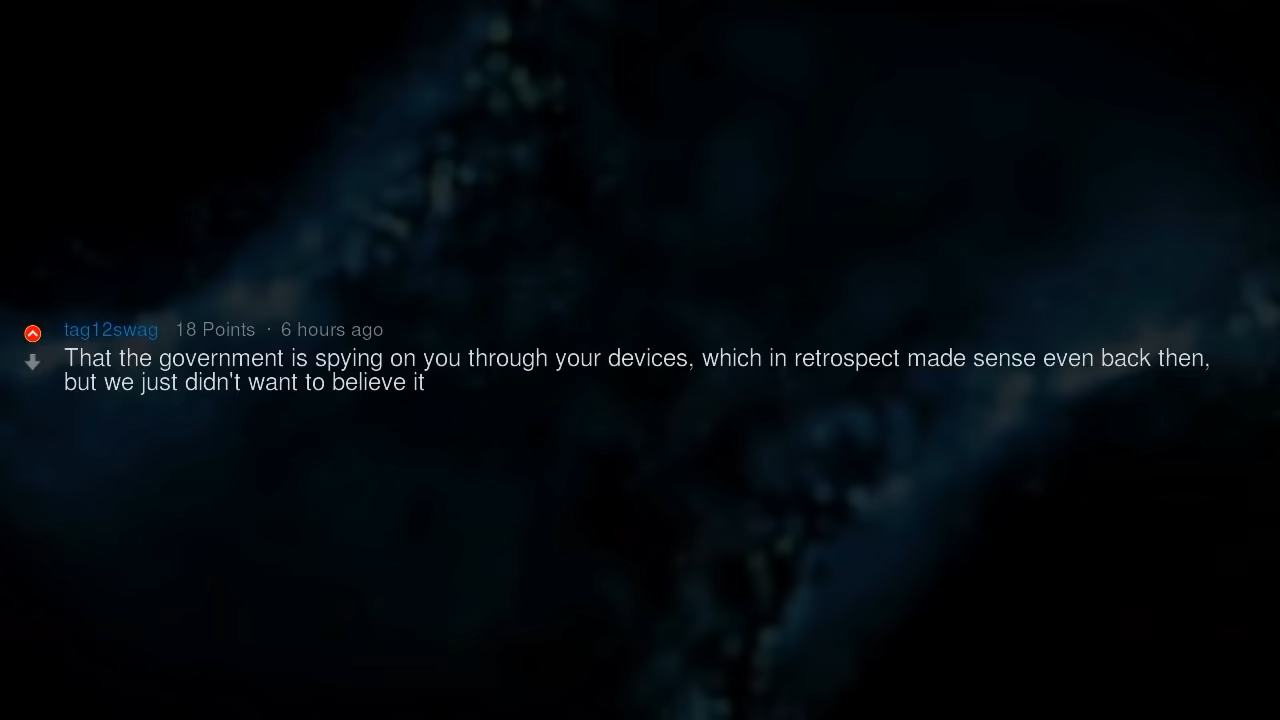 tag12swag 18 Points · 6 hours ago
That the government is spying on you through your devices, which in retrospect made sense even back then,
but we just didn't want to believe it